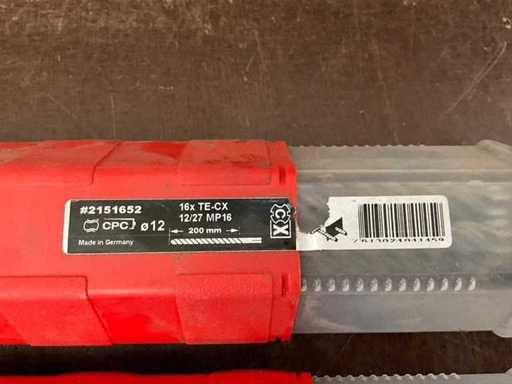 #2151652
CPC ø12
Made in Germany
16x TE-CX
12/27 MP16
200 mm
CX